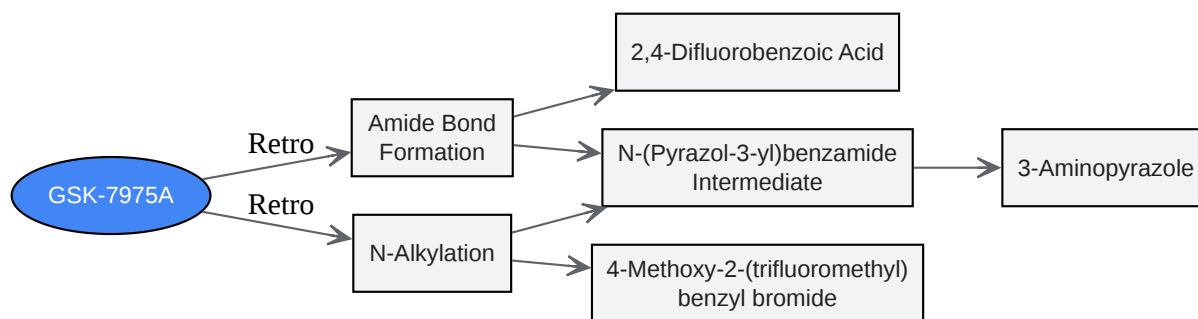 GSK-7975A
Retro
Retro
Amide Bond
Formation
N-Alkylation
2,4-Difluorobenzoic Acid
N-(Pyrazol-3-yl)benzamide
Intermediate
4-Methoxy-2-(trifluoromethyl)
benzyl bromide
3-Aminopyrazole